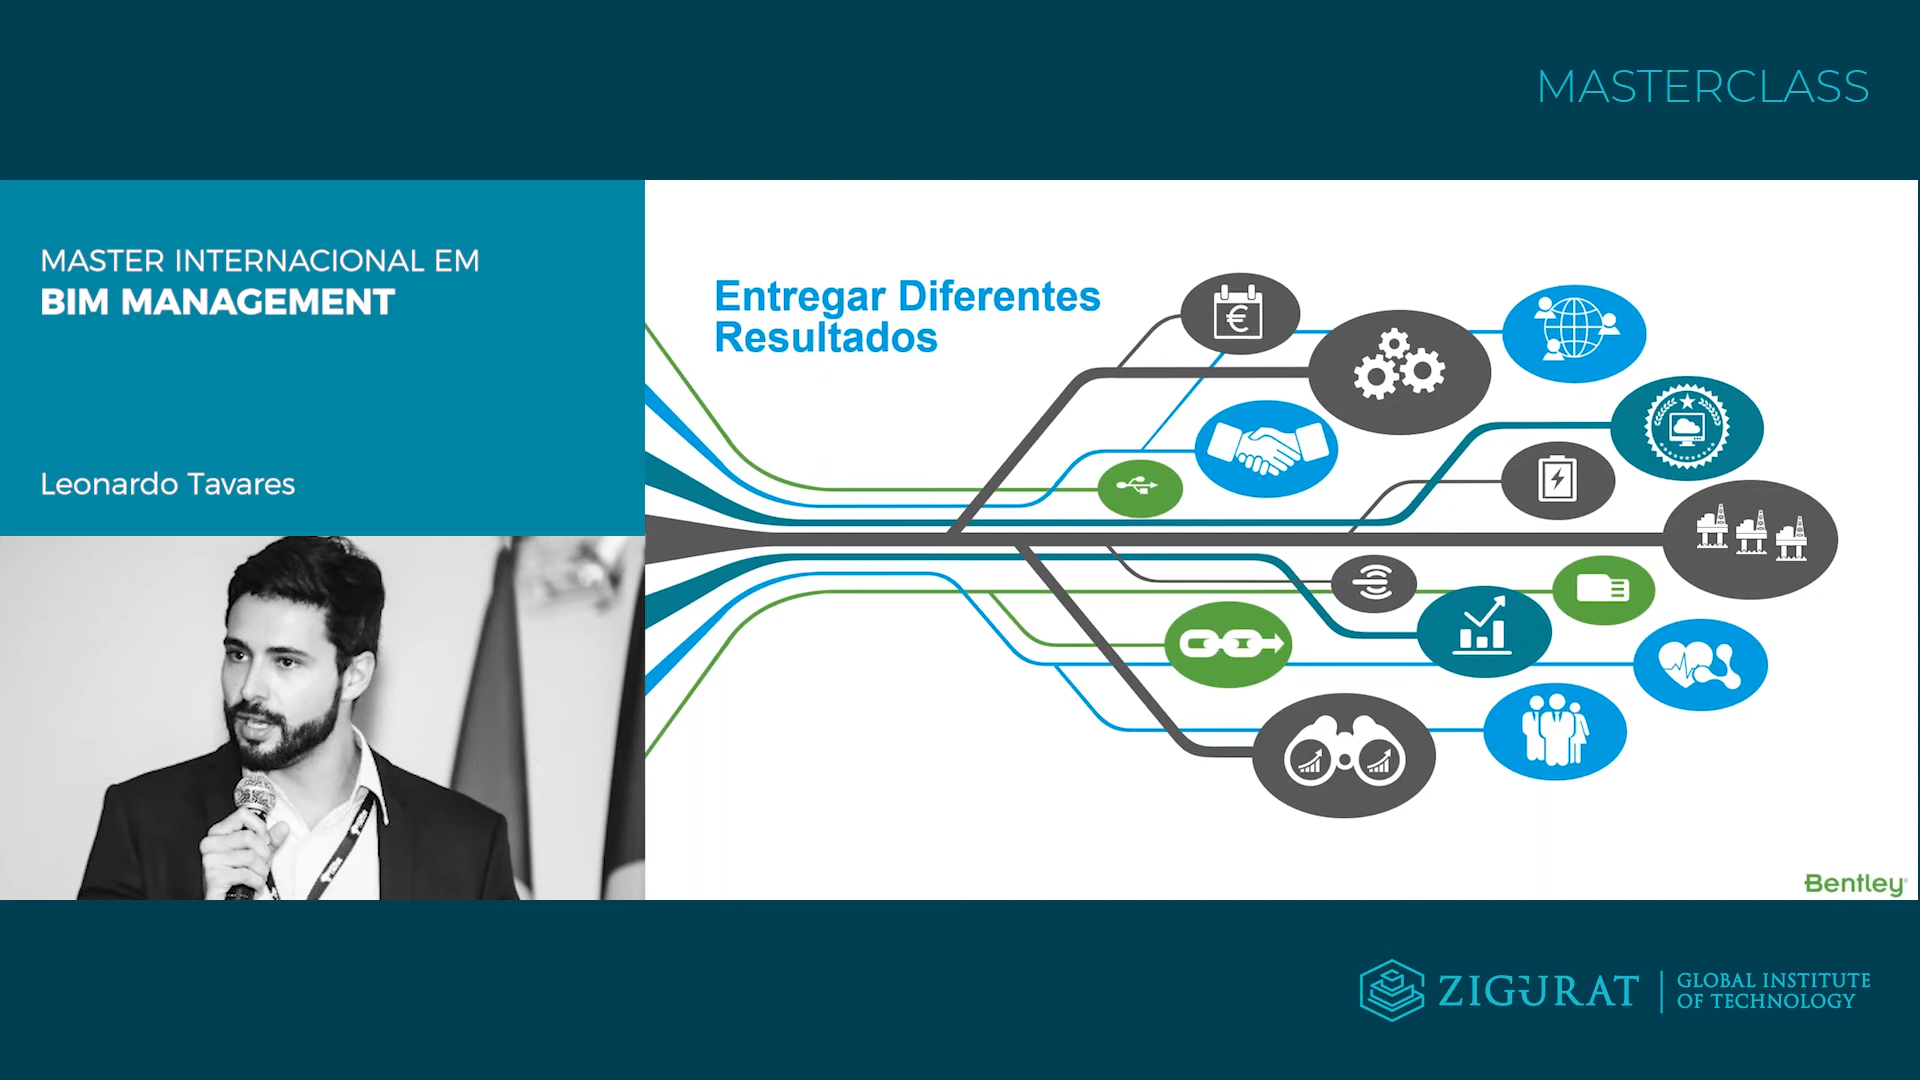 MASTERCLASS
MASTER INTERNACIONAL EM
BIM MANAGEMENT
Leonardo Tavares
Entregar Diferentes
Resultados
€
Bentley
ZIGURAT
GLOBAL INSTITUTE
OF TECHNOLOGY